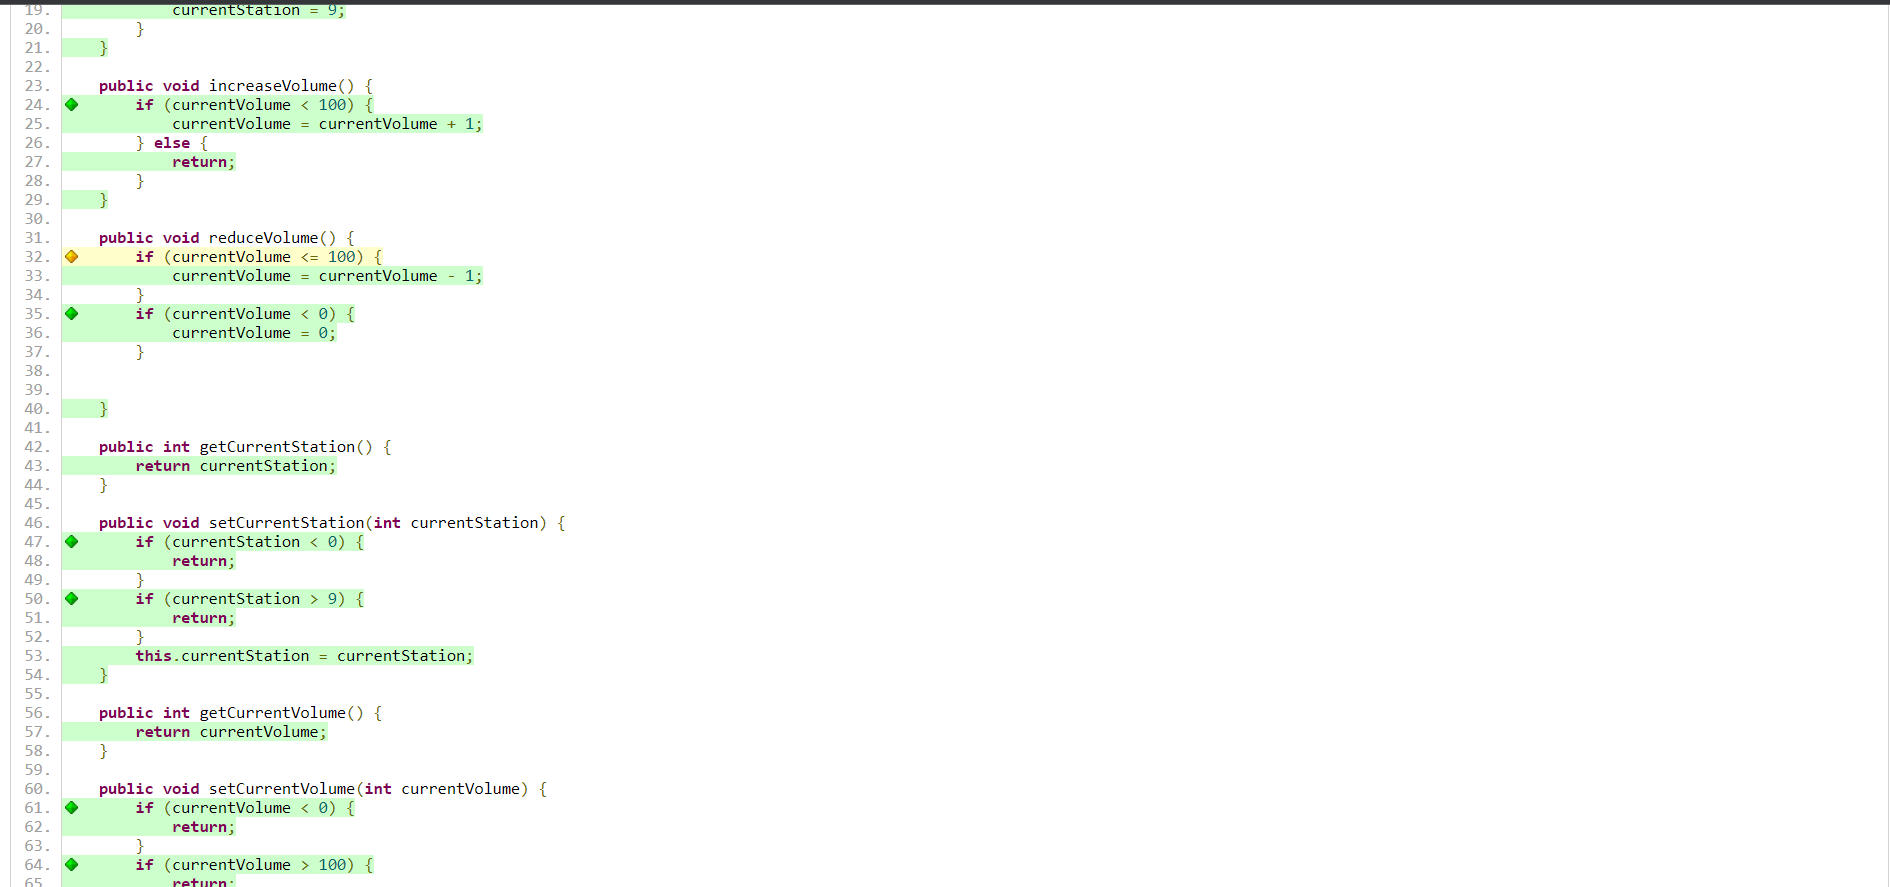 19.             currentStation = 9;
20.         }
21.     }
22.
23.     public void increaseVolume() {
24.         if (currentVolume < 100) {
25.             currentVolume = currentVolume + 1;
26.         } else {
27.             return;
28.         }
29.     }
30.
31.     public void reduceVolume() {
32.         if (currentVolume <= 100) {
33.             currentVolume = currentVolume - 1;
34.         }
35.         if (currentVolume < 0) {
36.             currentVolume = 0;
37.         }
38.
39.
40.     }
41.
42.     public int getCurrentStation() {
43.         return currentStation;
44.     }
45.
46.     public void setCurrentStation(int currentStation) {
47.         if (currentStation < 0) {
48.             return;
49.         }
50.         if (currentStation > 9) {
51.             return;
52.         }
53.         this.currentStation = currentStation;
54.     }
55.
56.     public int getCurrentVolume() {
57.         return currentVolume;
58.     }
59.
60.     public void setCurrentVolume(int currentVolume) {
61.         if (currentVolume < 0) {
62.             return;
63.         }
64.         if (currentVolume > 100) {
65.             return;